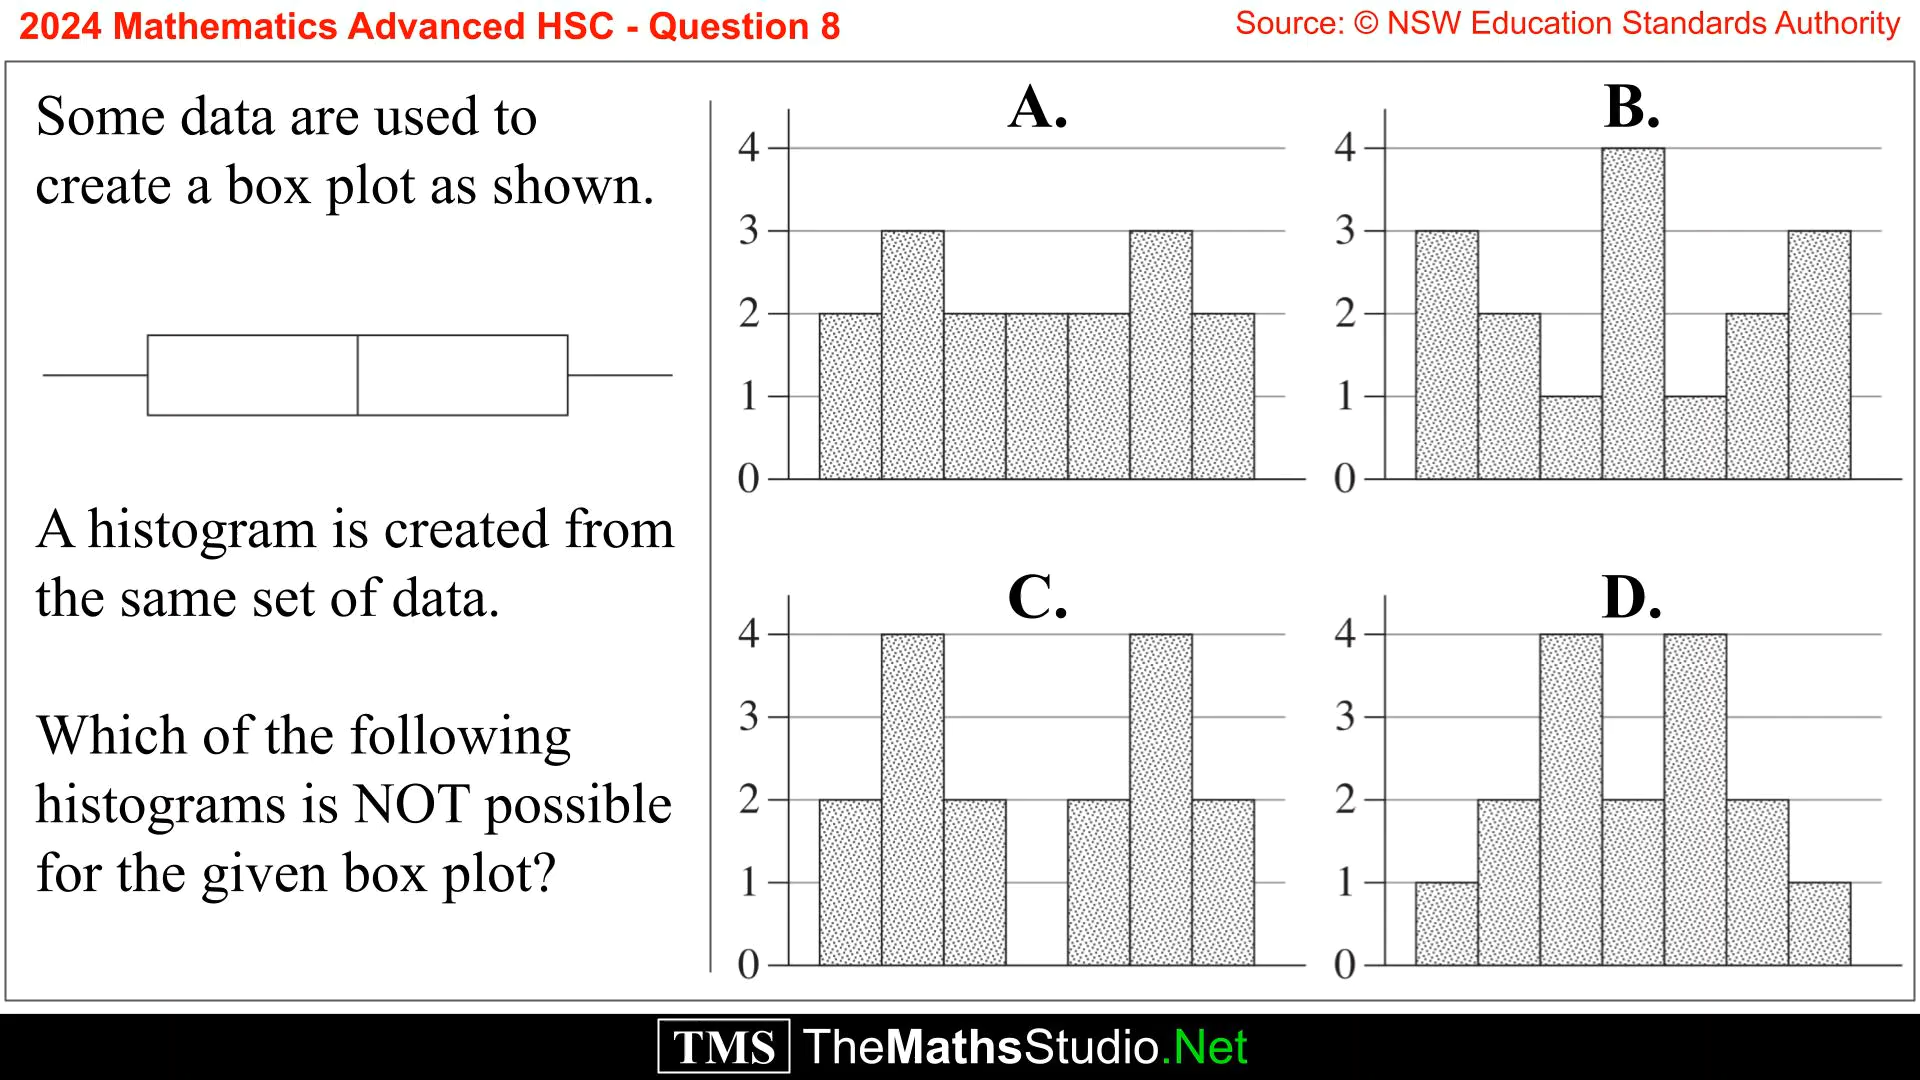 2024 Mathematics Advanced HSC - Question 8
Source: © NSW Education Standards Authority
Some data are used to
create a box plot as shown.
A histogram is created from
the same set of data.
Which of the following
histograms is NOT possible
for the given box plot?
A.
4
3
2
1
0
B.
4
3
2
1
0
C.
4
3
2
1
0
D.
4
3
2
1
0
TMS TheMathsStudio.Net